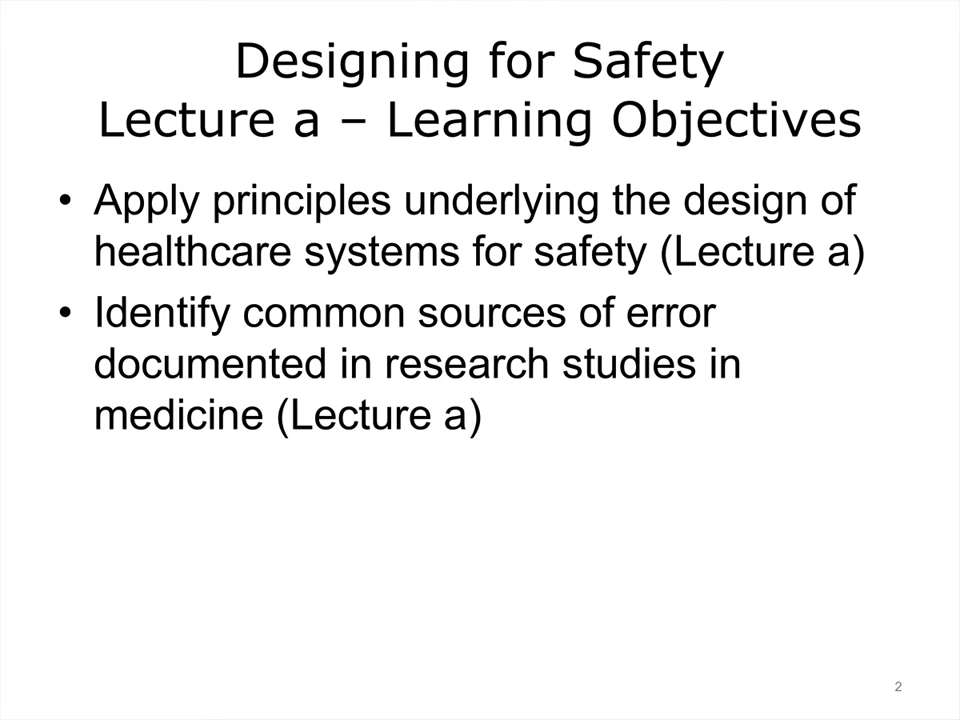 Designing for Safety
Lecture a – Learning Objectives
• Apply principles underlying the design of
healthcare systems for safety (Lecture a)
• Identify common sources of error
documented in research studies in
medicine (Lecture a)
2